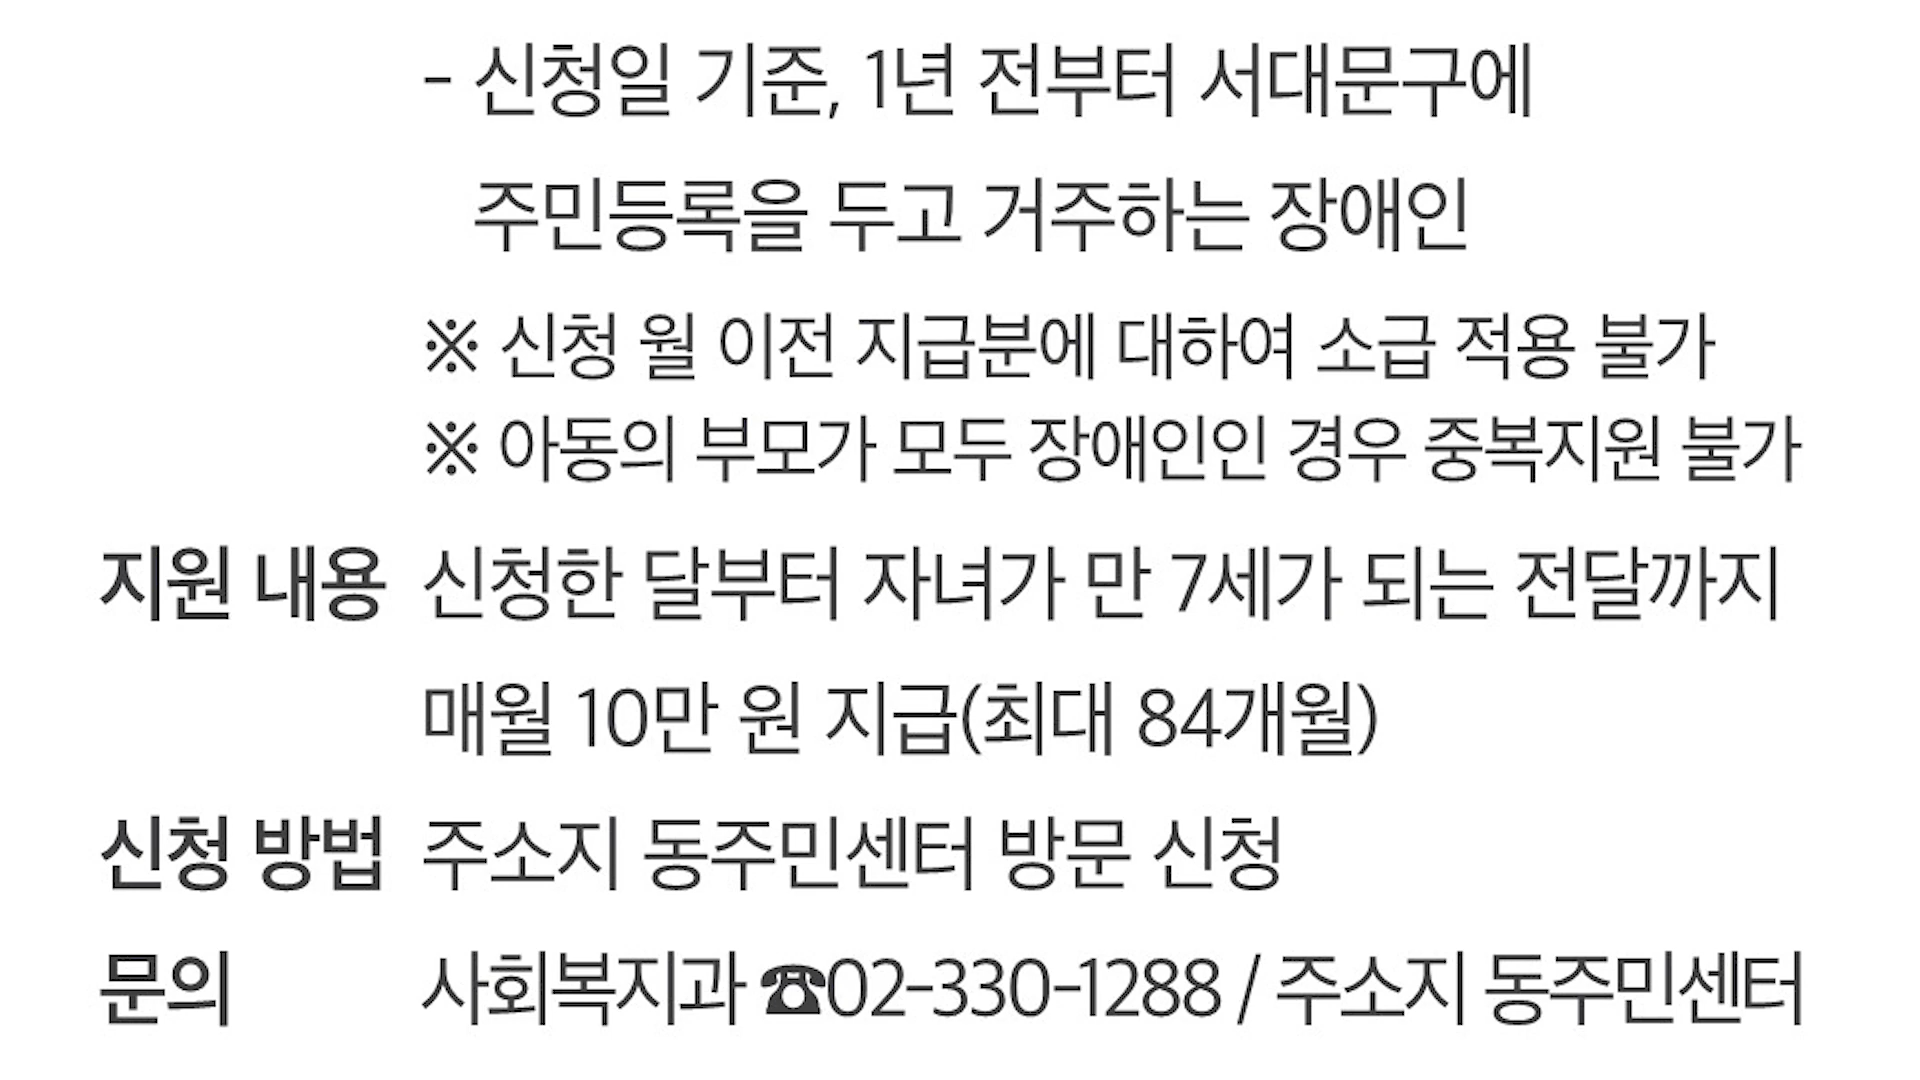 - 신청일 기준, 1년 전부터 서대문구에
주민등록을 두고 거주하는 장애인
※ 신청 월 이전 지급분에 대하여 소급 적용 불가
※ 아동의 부모가 모두 장애인인 경우 중복지원 불가
지원 내용 신청한 달부터 자녀가 만 7세가 되는 전달까지
매월 10만 원 지급(최대 84개월)
신청 방법 주소지 동주민센터 방문 신청
문의 사회복지과 ☎02-330-1288 / 주소지 동주민센터